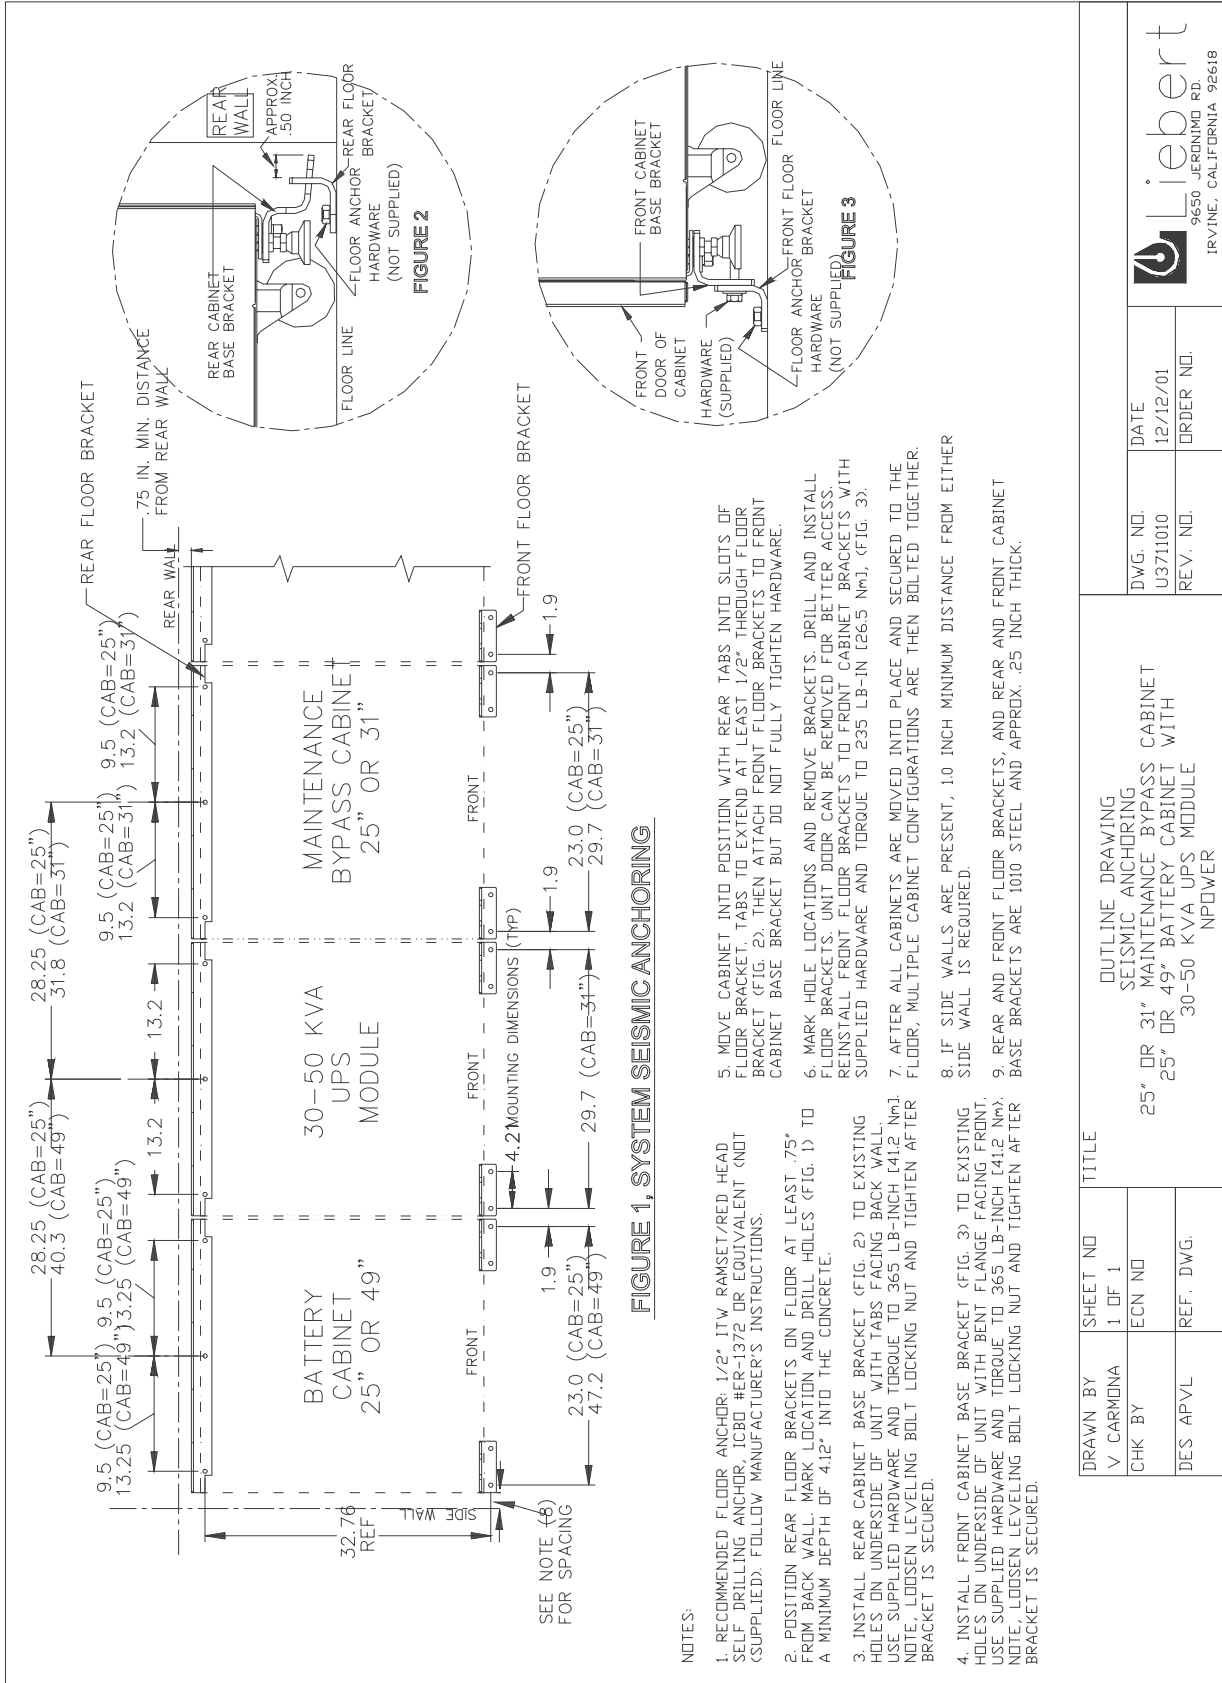 28.25 (CAB=25")
40.3 (CAB=49")
28.25 (CAB=25")
31.8 (CAB=31")
9.5 (CAB=25")
13.25 (CAB=49")
9.5 (CAB=25")
13.25 (CAB=49")
13.2
13.2
9.5 (CAB=25")
13.2 (CAB=31")
9.5 (CAB=25")
13.2 (CAB=31")
REAR FLOOR BRACKET
.75 IN. MIN. DISTANCE
FROM REAR WALL
REAR WALL
32.76
REF
SIDE WALL
BATTERY
CABINET
25" OR 49"
30-50 KVA
UPS
MODULE
MAINTENANCE
BYPASS CABINET
25" OR 31"
FRONT
FRONT
FRONT
SEE NOTE (8)
FOR SPACING
1.9
4.21
MOUNTING DIMENSIONS (TYP)
1.9
1.9
FRONT FLOOR BRACKET
23.0 (CAB=25")
47.2 (CAB=49")
29.7 (CAB=31")
23.0 (CAB=25")
29.7 (CAB=31")
FIGURE 1, SYSTEM SEISMIC ANCHORING
REAR CABINET
BASE BRACKET
REAR
WALL
APPROX.
.50 INCH
FLOOR LINE
REAR FLOOR
BRACKET
FLOOR ANCHOR
HARDWARE
(NOT SUPPLIED)
FIGURE 2
FRONT
DOOR OF
CABINET
FRONT CABINET
BASE BRACKET
HARDWARE
(SUPPLIED)
FLOOR LINE
FRONT FLOOR
BRACKET
FLOOR ANCHOR
HARDWARE
(NOT SUPPLIED)
FIGURE 3
NOTES:
1. RECOMMENDED FLOOR ANCHOR: 1/2" ITW RAMSET/RED HEAD
SELF DRILLING ANCHOR, ICBO #ER-1372 OR EQUIVALENT (NOT
(SUPPLIED). FOLLOW MANUFACTURER'S INSTRUCTIONS.
2. POSITION REAR FLOOR BRACKETS ON FLOOR AT LEAST .75"
FROM BACK WALL. MARK LOCATION AND DRILL HOLES (FIG. 1) TO
A MINIMUM DEPTH OF 4.12" INTO THE CONCRETE.
3. INSTALL REAR CABINET BASE BRACKET (FIG. 2) TO EXISTING
HOLES ON UNDERSIDE OF UNIT WITH TABS FACING BACK WALL.
USE SUPPLIED HARDWARE AND TORQUE TO 365 LB-INCH [41.2 Nm].
NOTE, LOOSEN LEVELING BOLT LOCKING NUT AND TIGHTEN AFTER
BRACKET IS SECURED.
4. INSTALL FRONT CABINET BASE BRACKET (FIG. 3) TO EXISTING
HOLES ON UNDERSIDE OF UNIT WITH BENT FLANGE FACING FRONT.
USE SUPPLIED HARDWARE AND TORQUE TO 365 LB-INCH [41.2 Nm).
NOTE, LOOSEN LEVELING BOLT LOCKING NUT AND TIGHTEN AFTER
BRACKET IS SECURED.
5. MOVE CABINET INTO POSITION WITH REAR TABS INTO SLOTS OF
FLOOR BRACKET. TABS TO EXTEND AT LEAST 1/2" THROUGH FLOOR
BRACKET (FIG. 2). THEN ATTACH FRONT FLOOR BRACKETS TO FRONT
CABINET BASE BRACKET BUT DO NOT FULLY TIGHTEN HARDWARE.
6. MARK HOLE LOCATIONS AND REMOVE BRACKETS. DRILL AND INSTALL
FLOOR BRACKETS. UNIT DOOR CAN BE REMOVED FOR BETTER ACCESS.
REINSTALL FRONT FLOOR BRACKETS TO FRONT CABINET BRACKETS WITH
SUPPLIED HARDWARE AND TORQUE TO 235 LB-IN [26.5 Nm], (FIG. 3).
7. AFTER ALL CABINETS ARE MOVED INTO PLACE AND SECURED TO THE
FLOOR, MULTIPLE CABINET CONFIGURATIONS ARE THEN BOLTED TOGETHER.
8. IF SIDE WALLS ARE PRESENT, 1.0 INCH MINIMUM DISTANCE FROM EITHER
SIDE WALL IS REQUIRED.
9. REAR AND FRONT FLOOR BRACKETS, AND REAR AND FRONT CABINET
BASE BRACKETS ARE 1010 STEEL AND APPROX. .25 INCH THICK.
DRAWN BY
V CARMONA
CHK BY
DES APVL
SHEET NO
1 OF 1
ECN NO
REF. DWG.
TITLE
OUTLINE DRAWING
SEISMIC ANCHORING
25" OR 31" MAINTENANCE BYPASS CABINET
25" OR 49" BATTERY CABINET WITH
30-50 KVA UPS MODULE
NPOWER
DWG. NO.
U3711010
REV. NO.
DATE
12/12/01
ORDER NO.
Liebert
9650 JERONIMO RD.
IRVINE, CALIFORNIA 92618